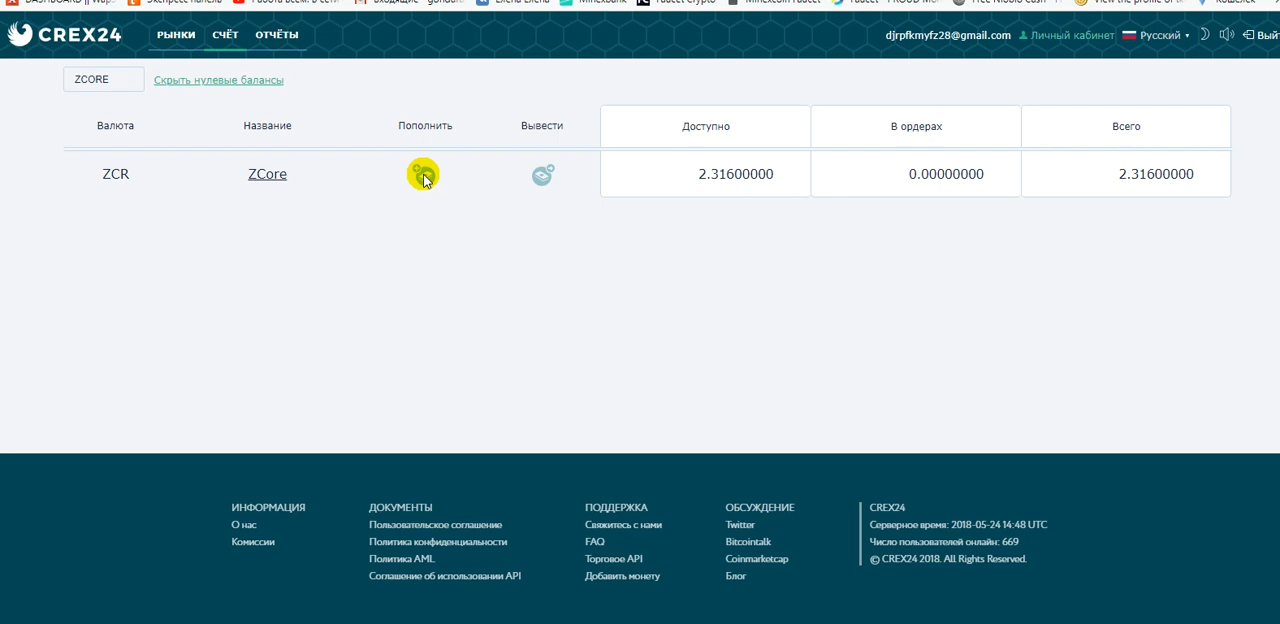 CREX24 РЫНКИ СЧЁТ ОТЧЁТЫ djrpfkmyfz28@gmail.com Личный кабинет Русский
ZCORE Скрыть нулевые балансы
Валюта Название Пополнить Вывести Доступно В ордерах Всего
ZCR ZCore 2.31600000 0.00000000 2.31600000
ИНФОРМАЦИЯ
О нас
Комиссии
ДОКУМЕНТЫ
Пользовательское соглашение
Политика конфиденциальности
Политика AML
Соглашение об использовании API
ПОДДЕРЖКА
Свяжитесь с нами
FAQ
Торговое API
Добавить монету
ОБСУЖДЕНИЕ
Twitter
Bitcointalk
Coinmarketcap
Блог
CREX24
Серверное время: 2018-05-24 14:48 UTC
Число пользователей онлайн: 669
© CREX24 2018. All Rights Reserved.